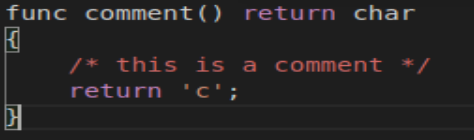 func comment() return char
{
    /* this is a comment */
    return 'c';
}